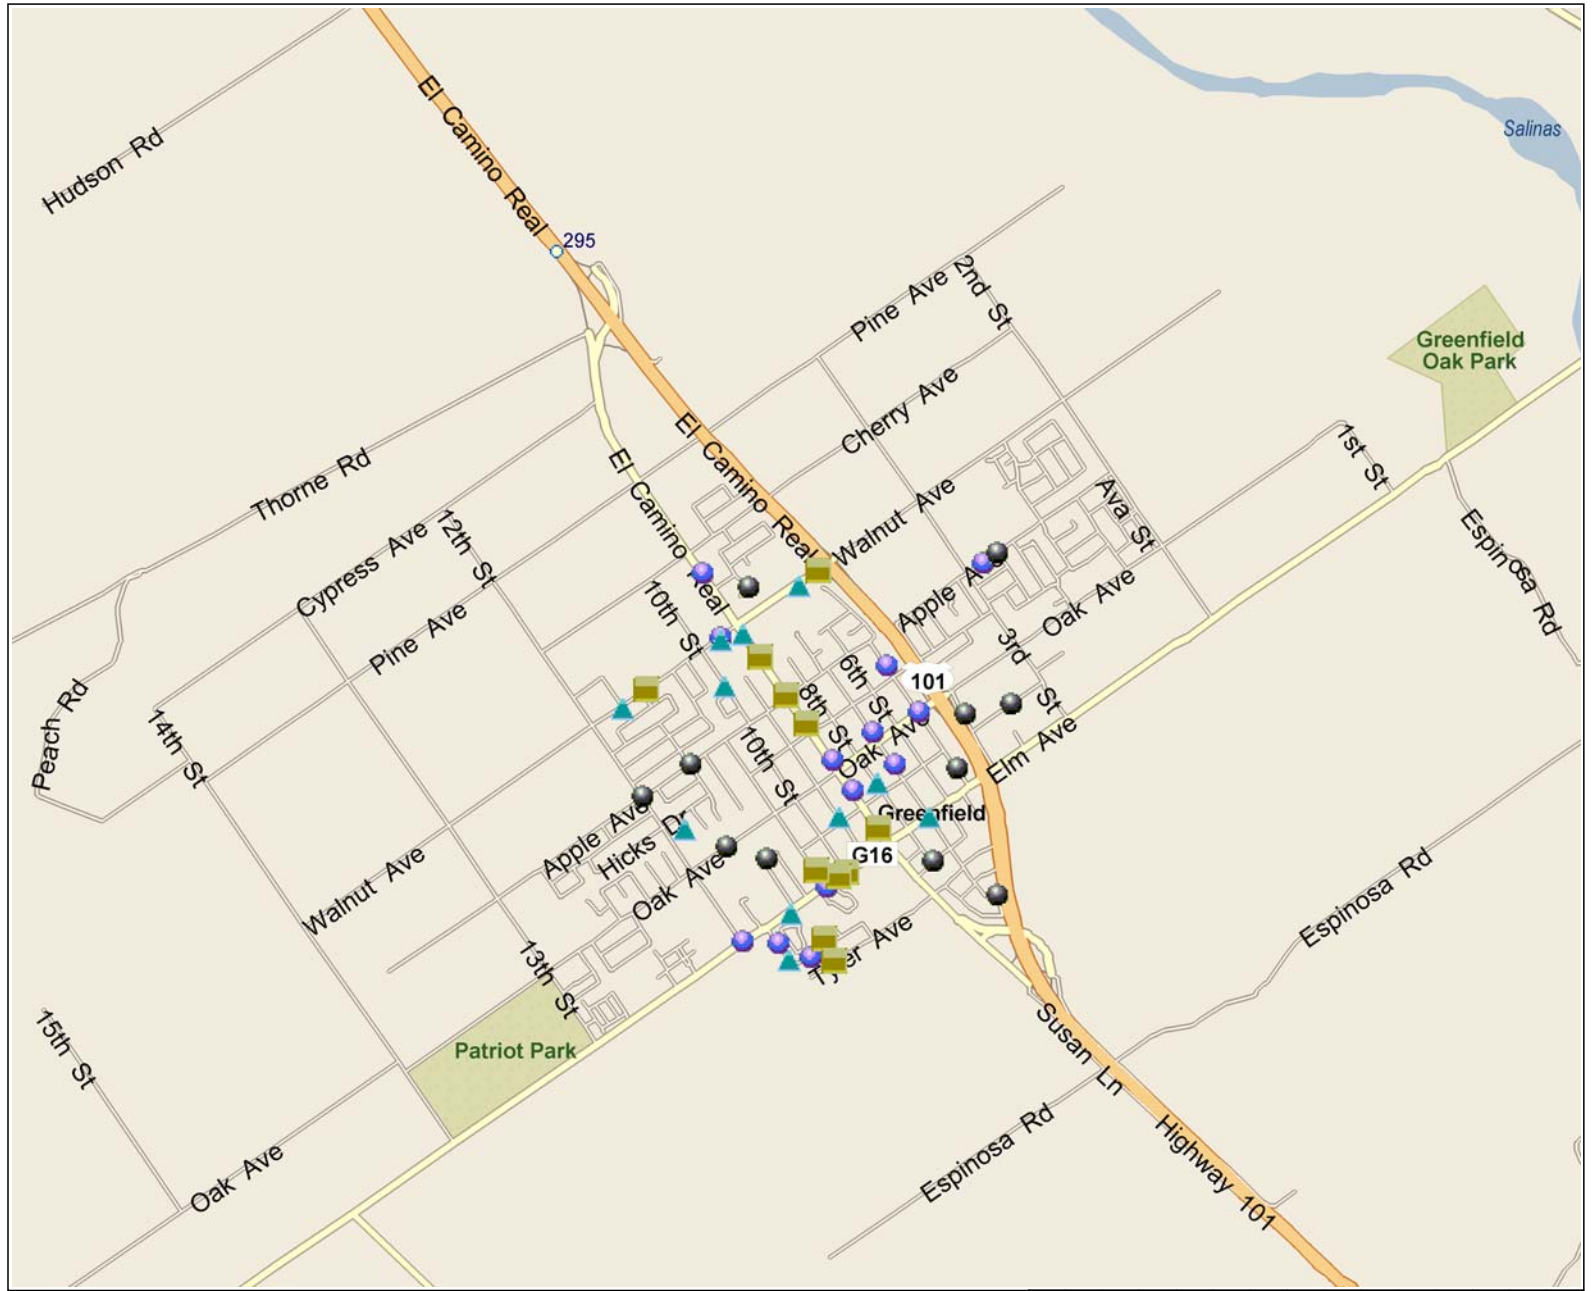 El Camino Real
Salinas
Hudson Rd
295
Pine Ave
2nd St
Greenfield
Oak Park
Cherry Ave
El Camino Real
1st St
El Camino Real
Thorne Rd
Walnut Ave
Ava St
12th St
Cypress Ave
Espinosa Rd
10th St
Apple Ave
Oak Ave
Pine Ave
3rd St
6th St
101
Peach Rd
8th St
14th St
Oak Ave
Elm Ave
10th St
Greenfield
Apple Ave
Hicks Dr
G16
Walnut Ave
Oak Ave
Espinosa Rd
Tyler Ave
13th St
15th St
Patriot Park
Susan Ln
Espinosa Rd
Highway 101
Oak Ave